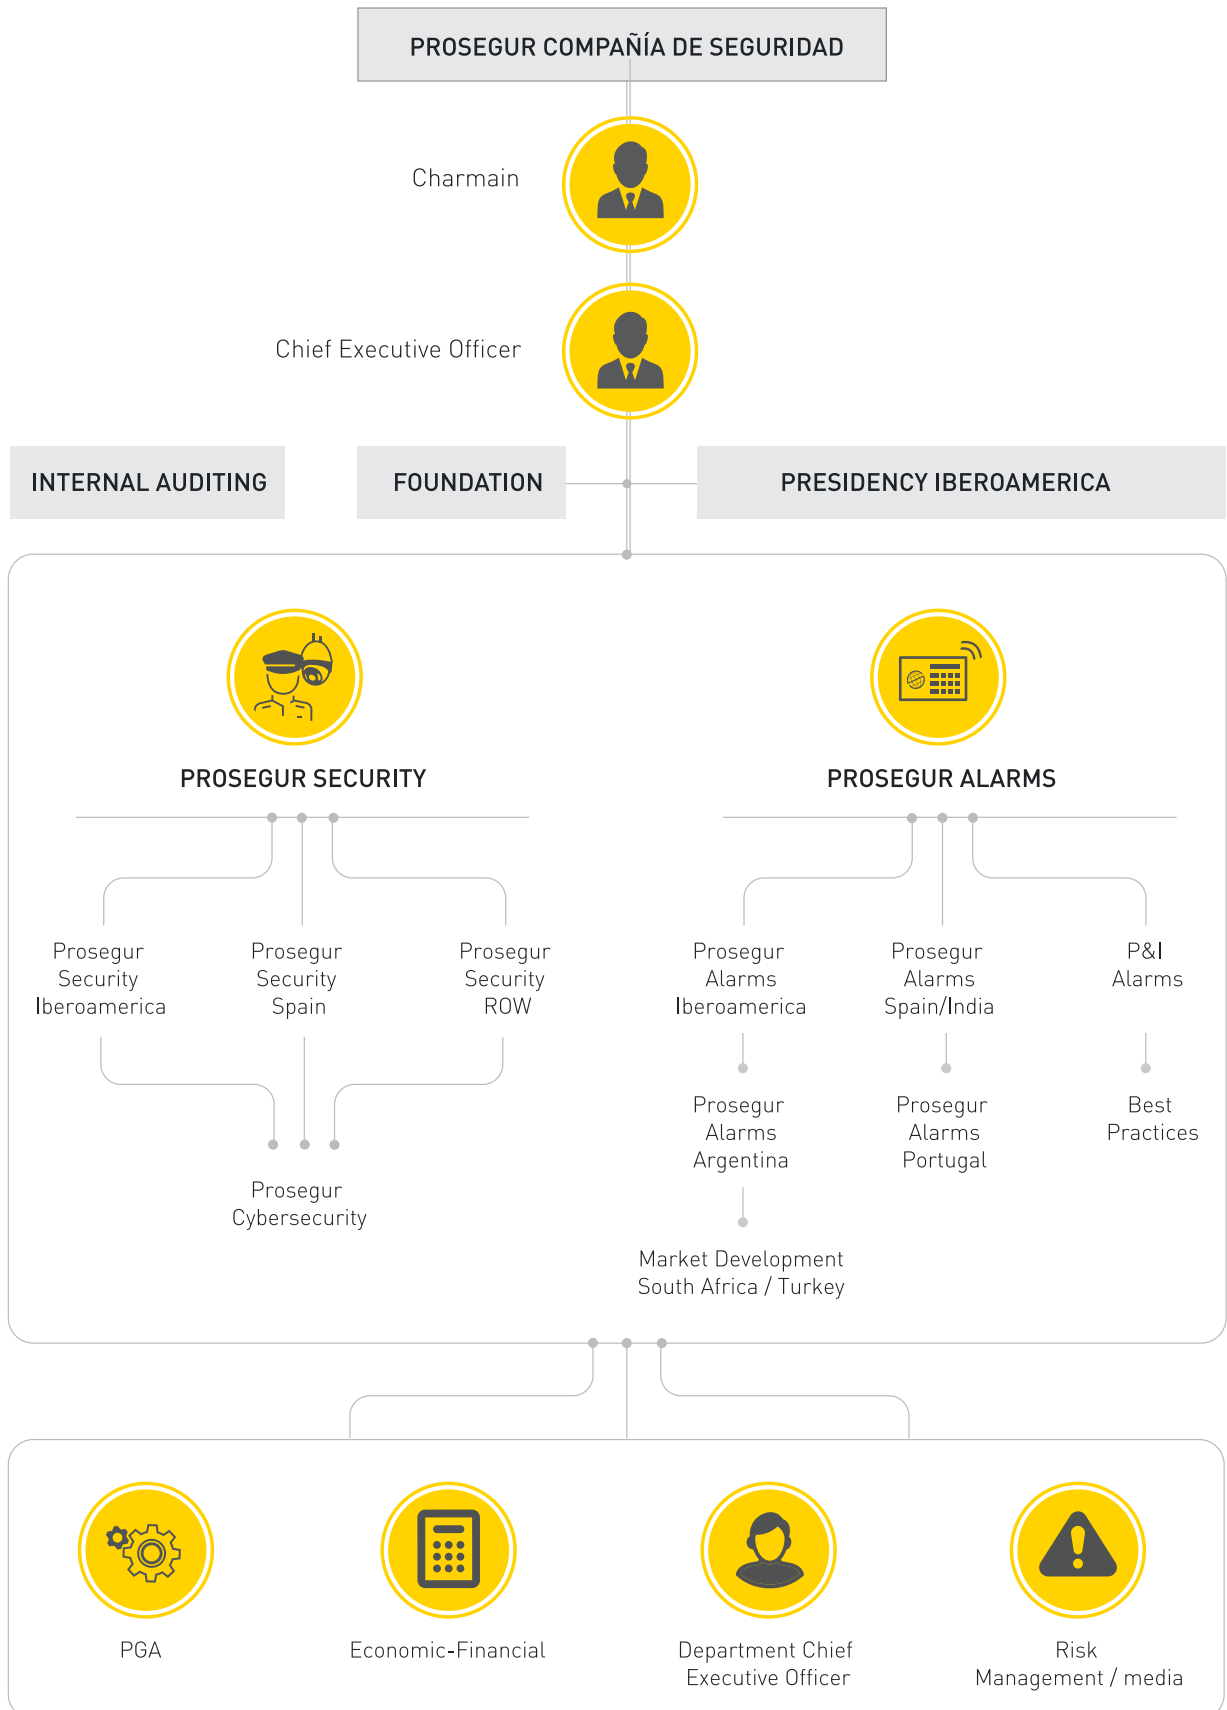 PROSEGUR COMPAÑÍA DE SEGURIDAD
Charmain
Chief Executive Officer
INTERNAL AUDITING
FOUNDATION
PRESIDENCY IBEROAMERICA
PROSEGUR SECURITY
Prosegur
Security
Iberoamerica
Prosegur
Security
Spain
Prosegur
Security
ROW
Prosegur
Cybersecurity
PROSEGUR ALARMS
Prosegur
Alarms
Iberoamerica
Prosegur
Alarms
Spain/India
P&I
Alarms
Prosegur
Alarms
Argentina
Prosegur
Alarms
Portugal
Best
Practices
Market Development
South Africa / Turkey
PGA
Economic-Financial
Department Chief
Executive Officer
Risk
Management / media